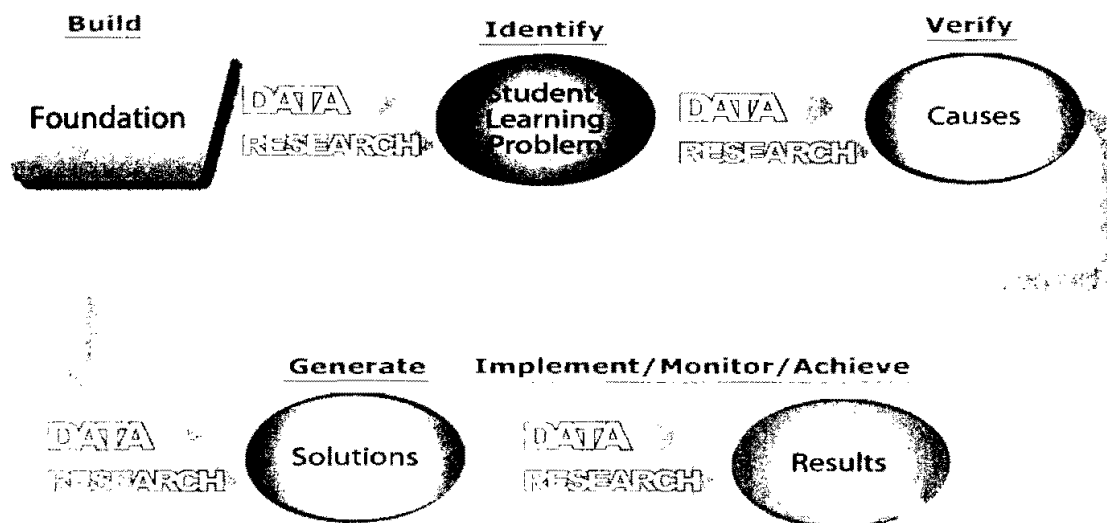 Build
Identify
Verify
Foundation
DATA
RESEARCH
Student-
Learning
Problem
DATA
RESEARCH
Causes
Generate
Implement/Monitor/Achieve
DATA
RESEARCH
Solutions
DATA
RESEARCH
Results